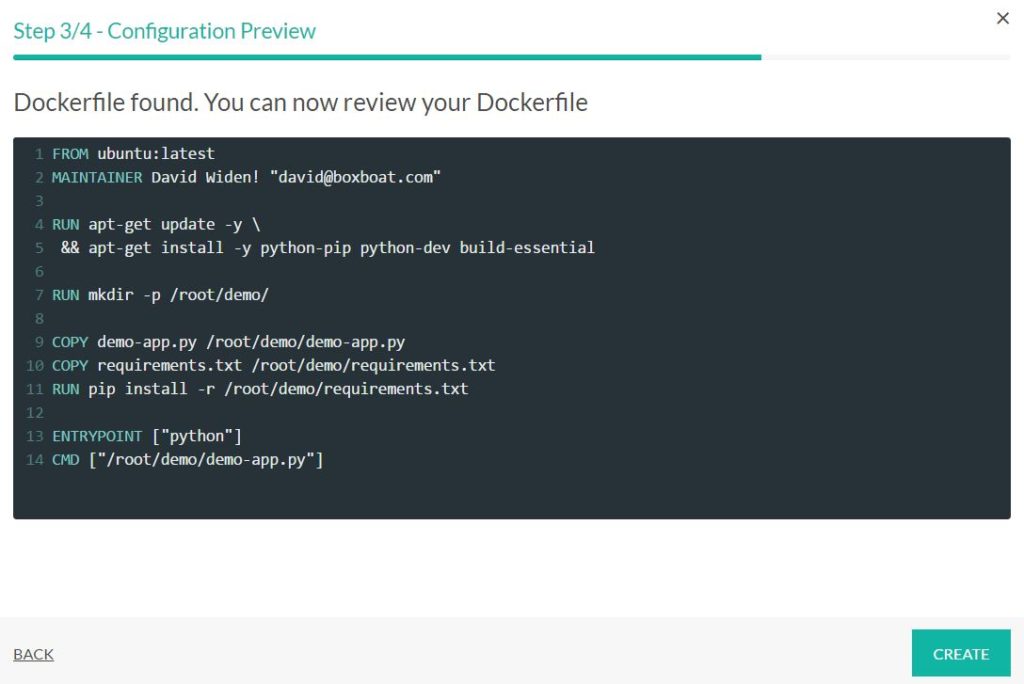 Step 3/4 - Configuration Preview
×
Dockerfile found. You can now review your Dockerfile
1 FROM ubuntu:latest
2 MAINTAINER David Widen! "david@boxboat.com"
3
4 RUN apt-get update -y \
5  && apt-get install -y python-pip python-dev build-essential
6
7 RUN mkdir -p /root/demo/
8
9 COPY demo-app.py /root/demo/demo-app.py
10 COPY requirements.txt /root/demo/requirements.txt
11 RUN pip install -r /root/demo/requirements.txt
12
13 ENTRYPOINT ["python"]
14 CMD ["/root/demo/demo-app.py"]
BACK
CREATE